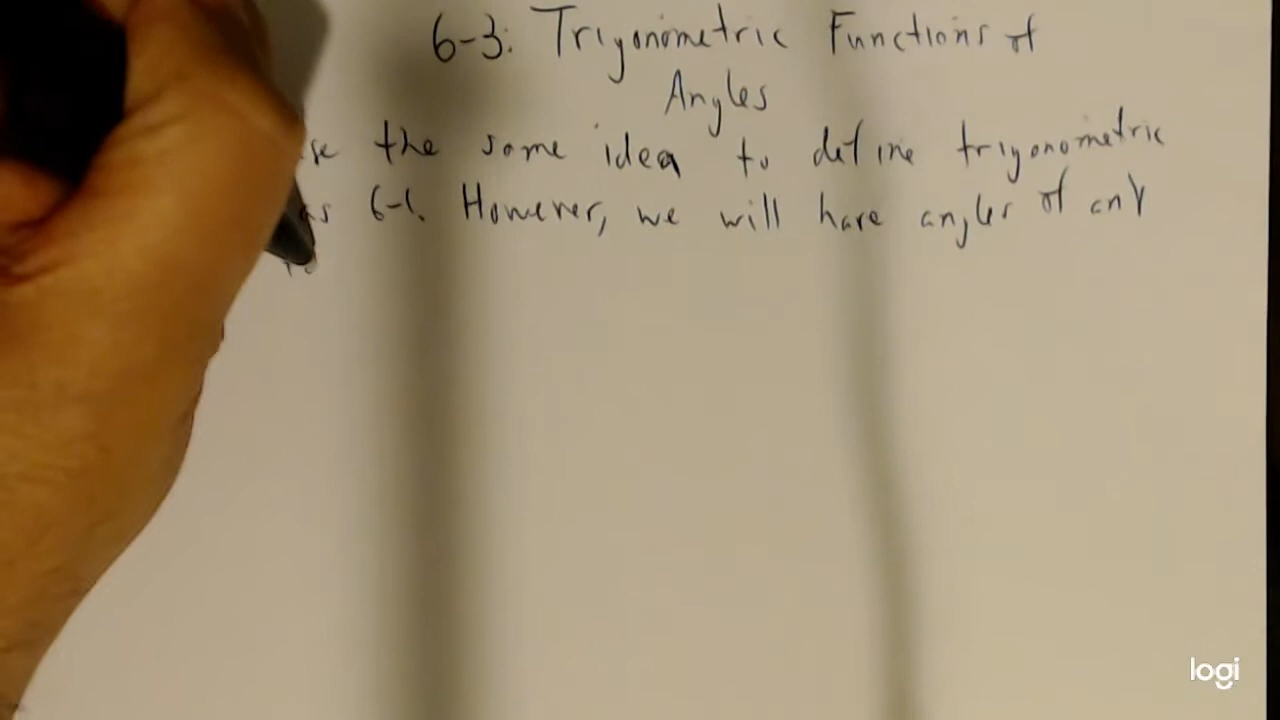 6-3: Trigonometric Functions of
Angles
the same idea to define trigonometric
as 6-1. However, we will have angles of any
logi